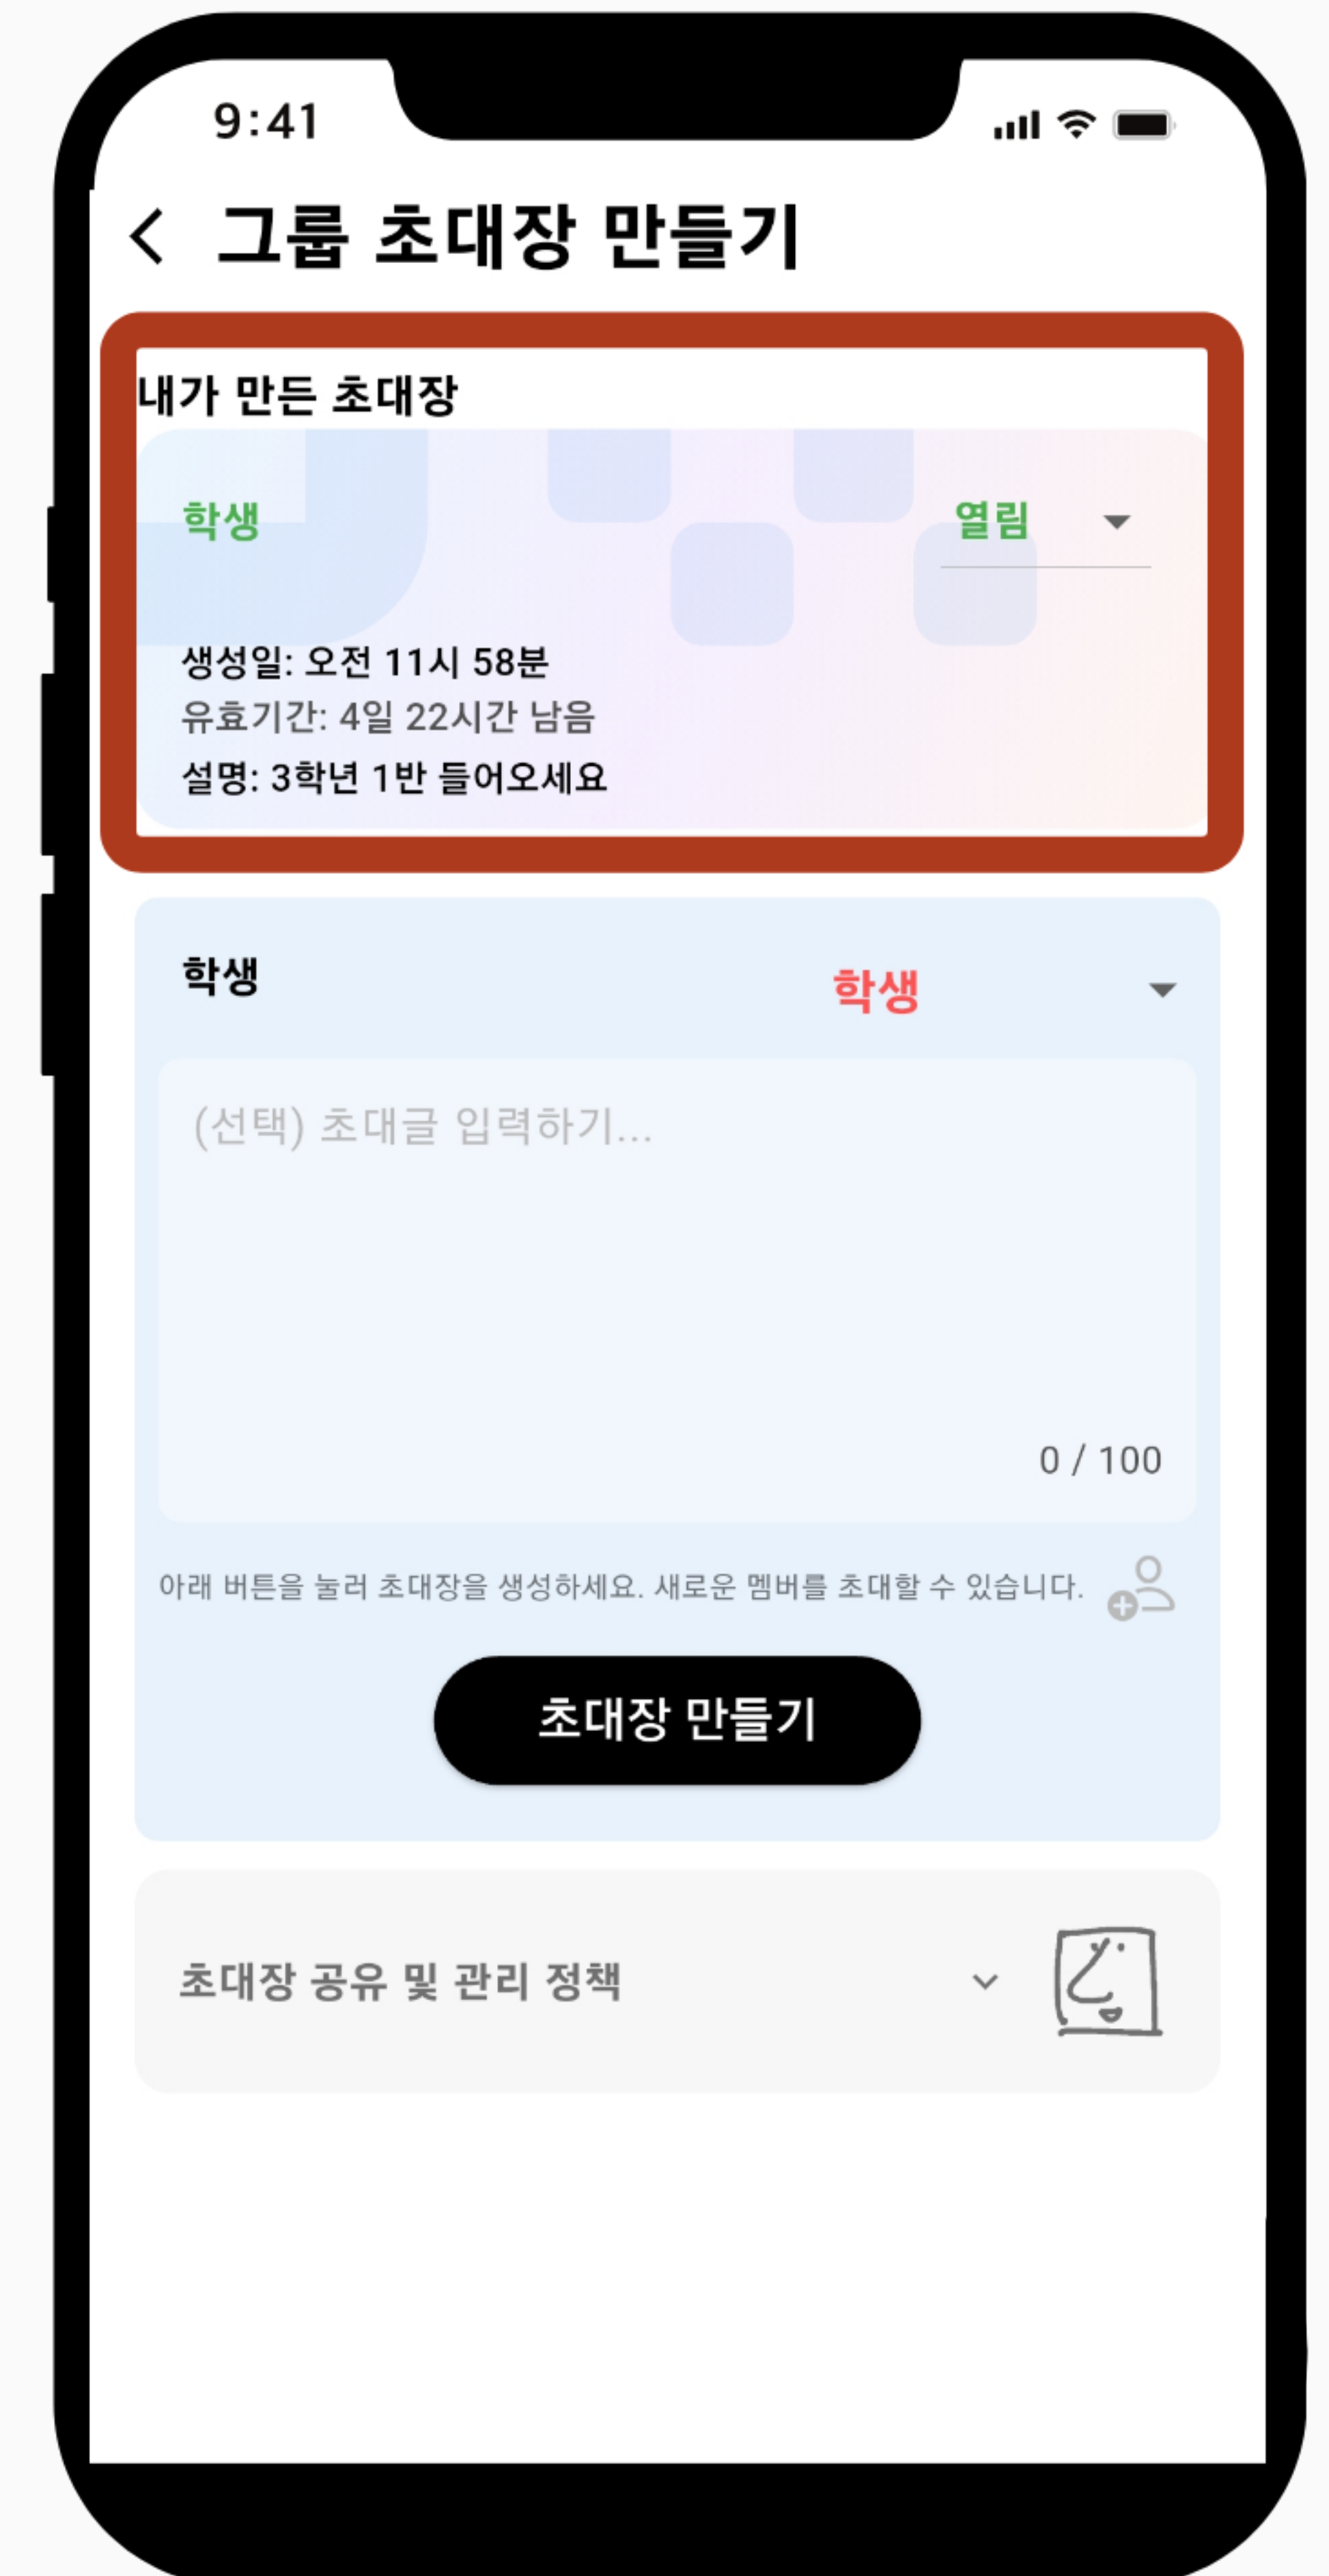 9:41
그룹 초대장 만들기
내가 만든 초대장
학생
열림
생성일: 오전 11시 58분
유효기간: 4일 22시간 남음
설명: 3학년 1반 들어오세요
학생
학생
(선택) 초대글 입력하기...
0 / 100
아래 버튼을 눌러 초대장을 생성하세요. 새로운 멤버를 초대할 수 있습니다.
초대장 만들기
초대장 공유 및 관리 정책